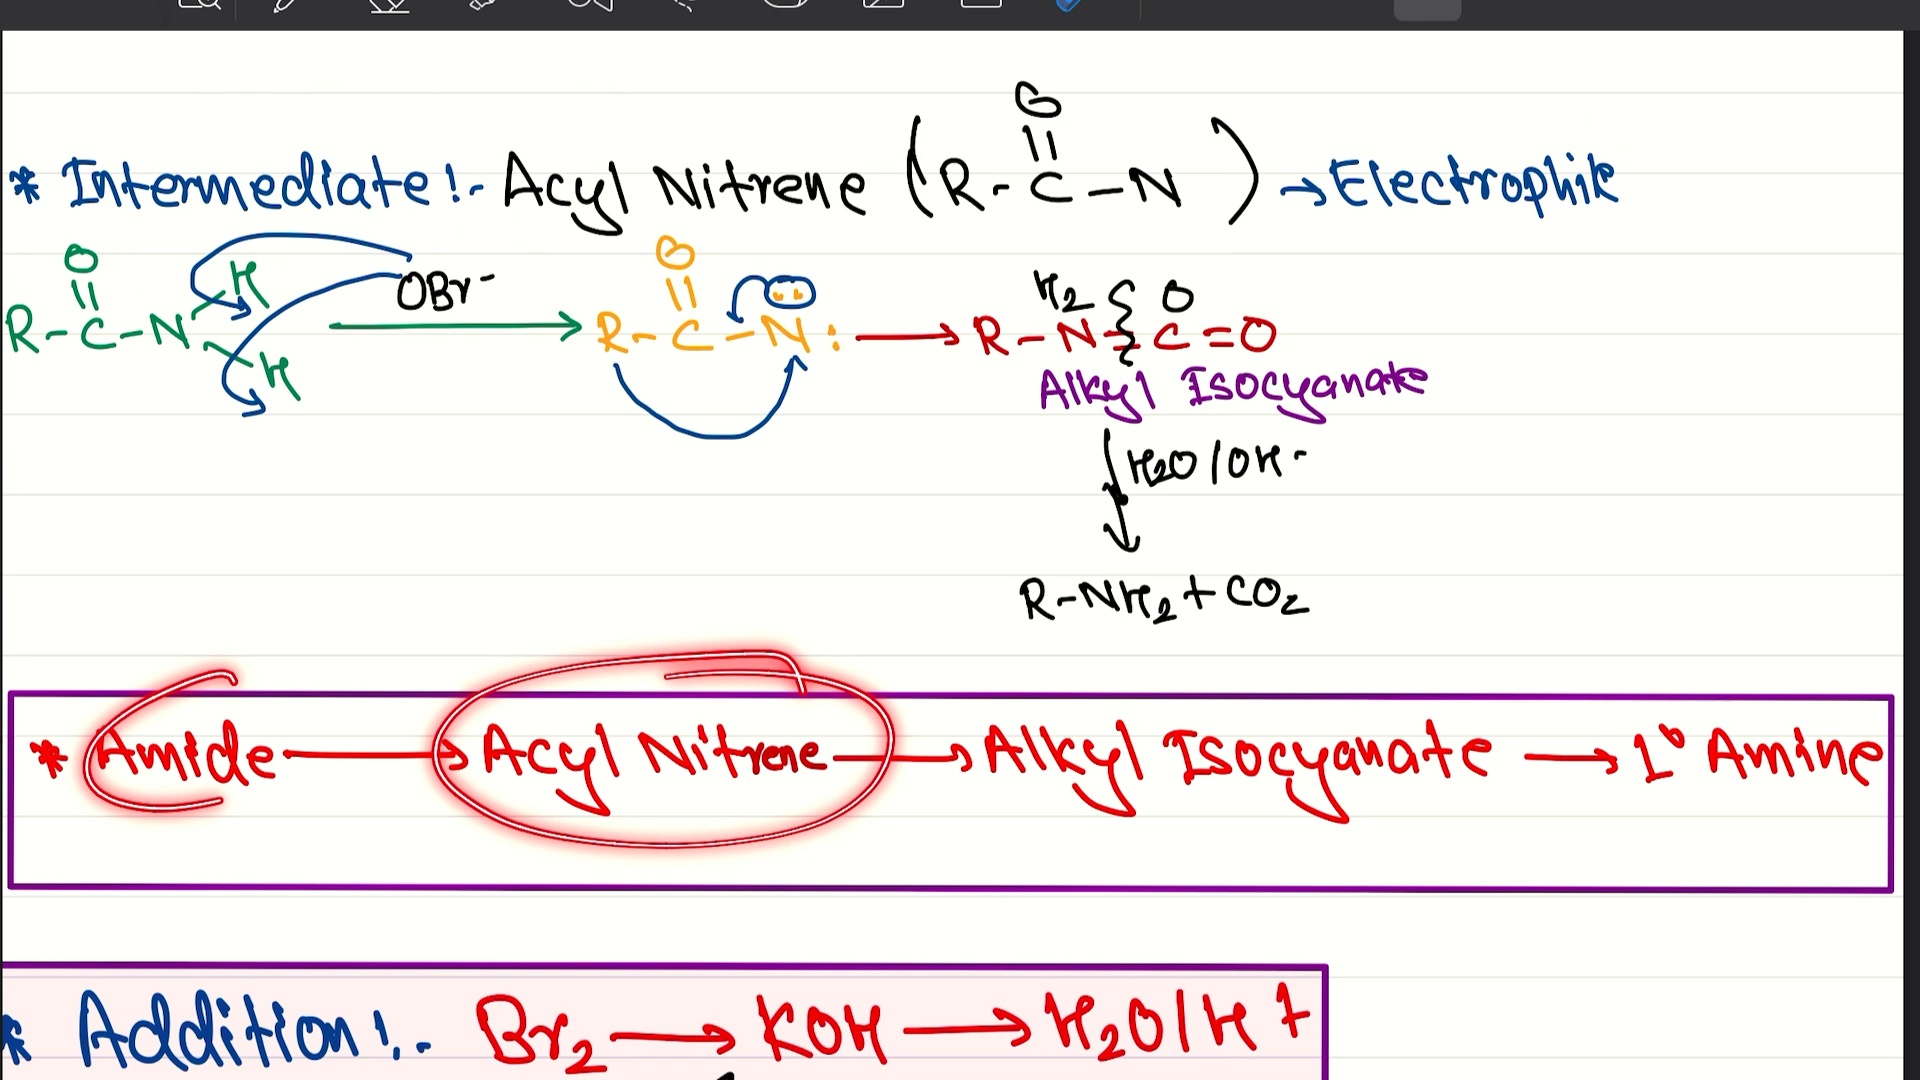 O
||
* Intermediate:- Acyl Nitrene (R-C-N) → Electrophile
O H OBr- O H2 O
|| ||
R-C-N → R-C-N: → R-N=C=O
H Alkyl Isocyanate
H2O/OH-
R-NH2+CO2
* Amide → Acyl Nitrene → Alkyl Isocyanate → 1° Amine
* Addition:- Br2 → KOH → H2O/H+